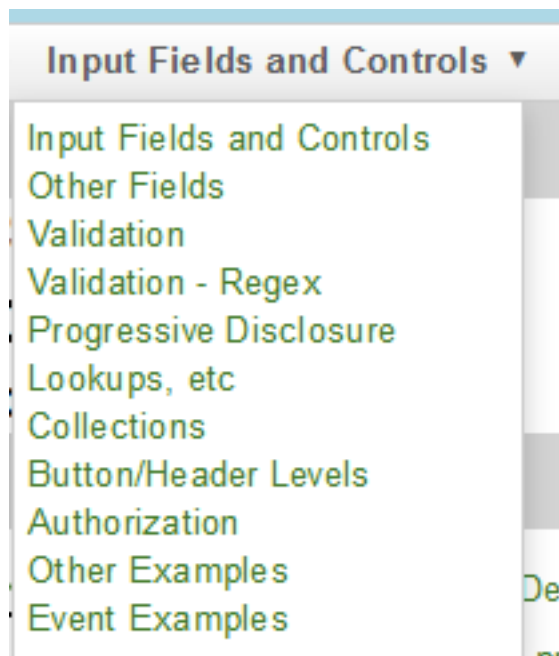 Input Fields and Controls ▼
Input Fields and Controls
Other Fields
Validation
Validation - Regex
Progressive Disclosure
Lookups, etc
Collections
Button/Header Levels
Authorization
Other Examples
Event Examples